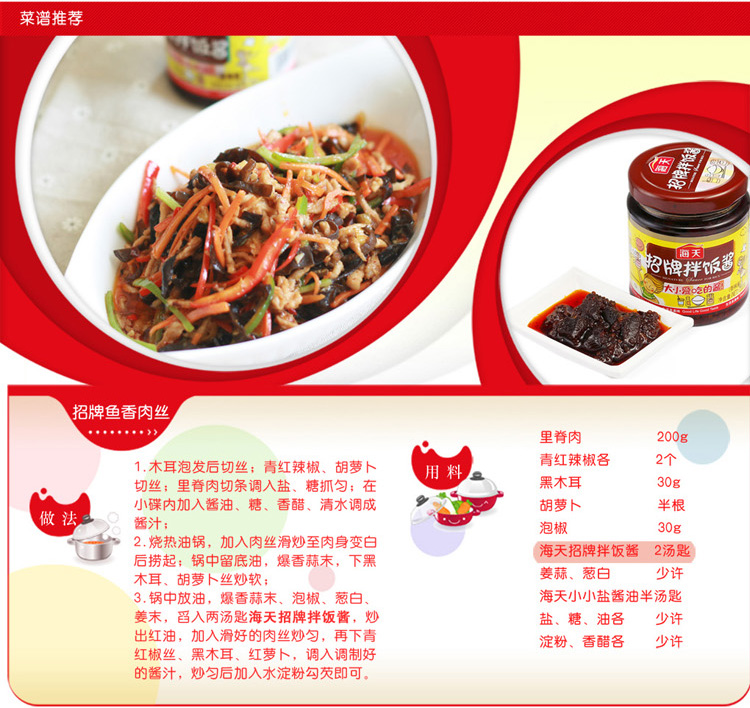 菜谱推荐
海天
招牌拌饭酱
海天
招牌拌饭酱
招牌鱼香肉丝
做法
1.木耳泡发后切丝；青红辣椒、胡萝卜
切丝；里脊肉切条调入盐、糖抓匀；在
小碟内加入酱油、糖、香醋、清水调成
酱汁；
2.烧热油锅，加入肉丝滑炒至肉身变白
后捞起；锅中留底油，爆香蒜末，下黑
木耳、胡萝卜丝炒软；
3.锅中放油，爆香蒜末、泡椒、葱白、
姜末，舀入两汤匙海天招牌拌饭酱，炒
出红油，加入滑好的肉丝炒匀，再下青
红椒丝、黑木耳、红萝卜，调入调制好
的酱汁，炒匀后加入水淀粉勾芡即可。
用料
里脊肉 200g
青红辣椒各 2个
黑木耳 30g
胡萝卜 半根
泡椒 30g
海天招牌拌饭酱 2汤匙
姜蒜、葱白 少许
海天小小盐酱油半汤匙
盐、糖、油各 少许
淀粉、香醋各 少许